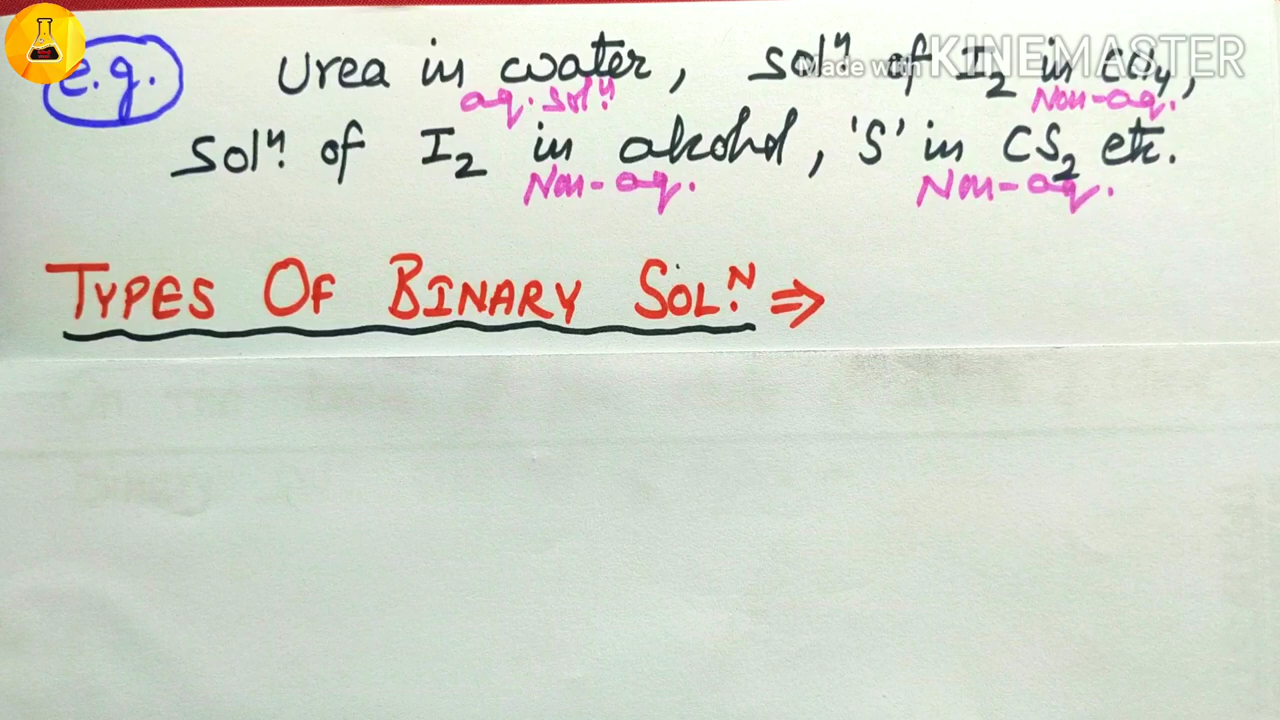 e.g. Urea in water, solⁿ of I₂ in CCl₄,
aq. solⁿ. Non-aq.
Made with KINEMASTER
Solⁿ. of I₂ in alcohol, 'S' in CS₂ etc.
Non-aq. Non-aq.
TYPES OF BINARY SOL.ᴺ ⇒